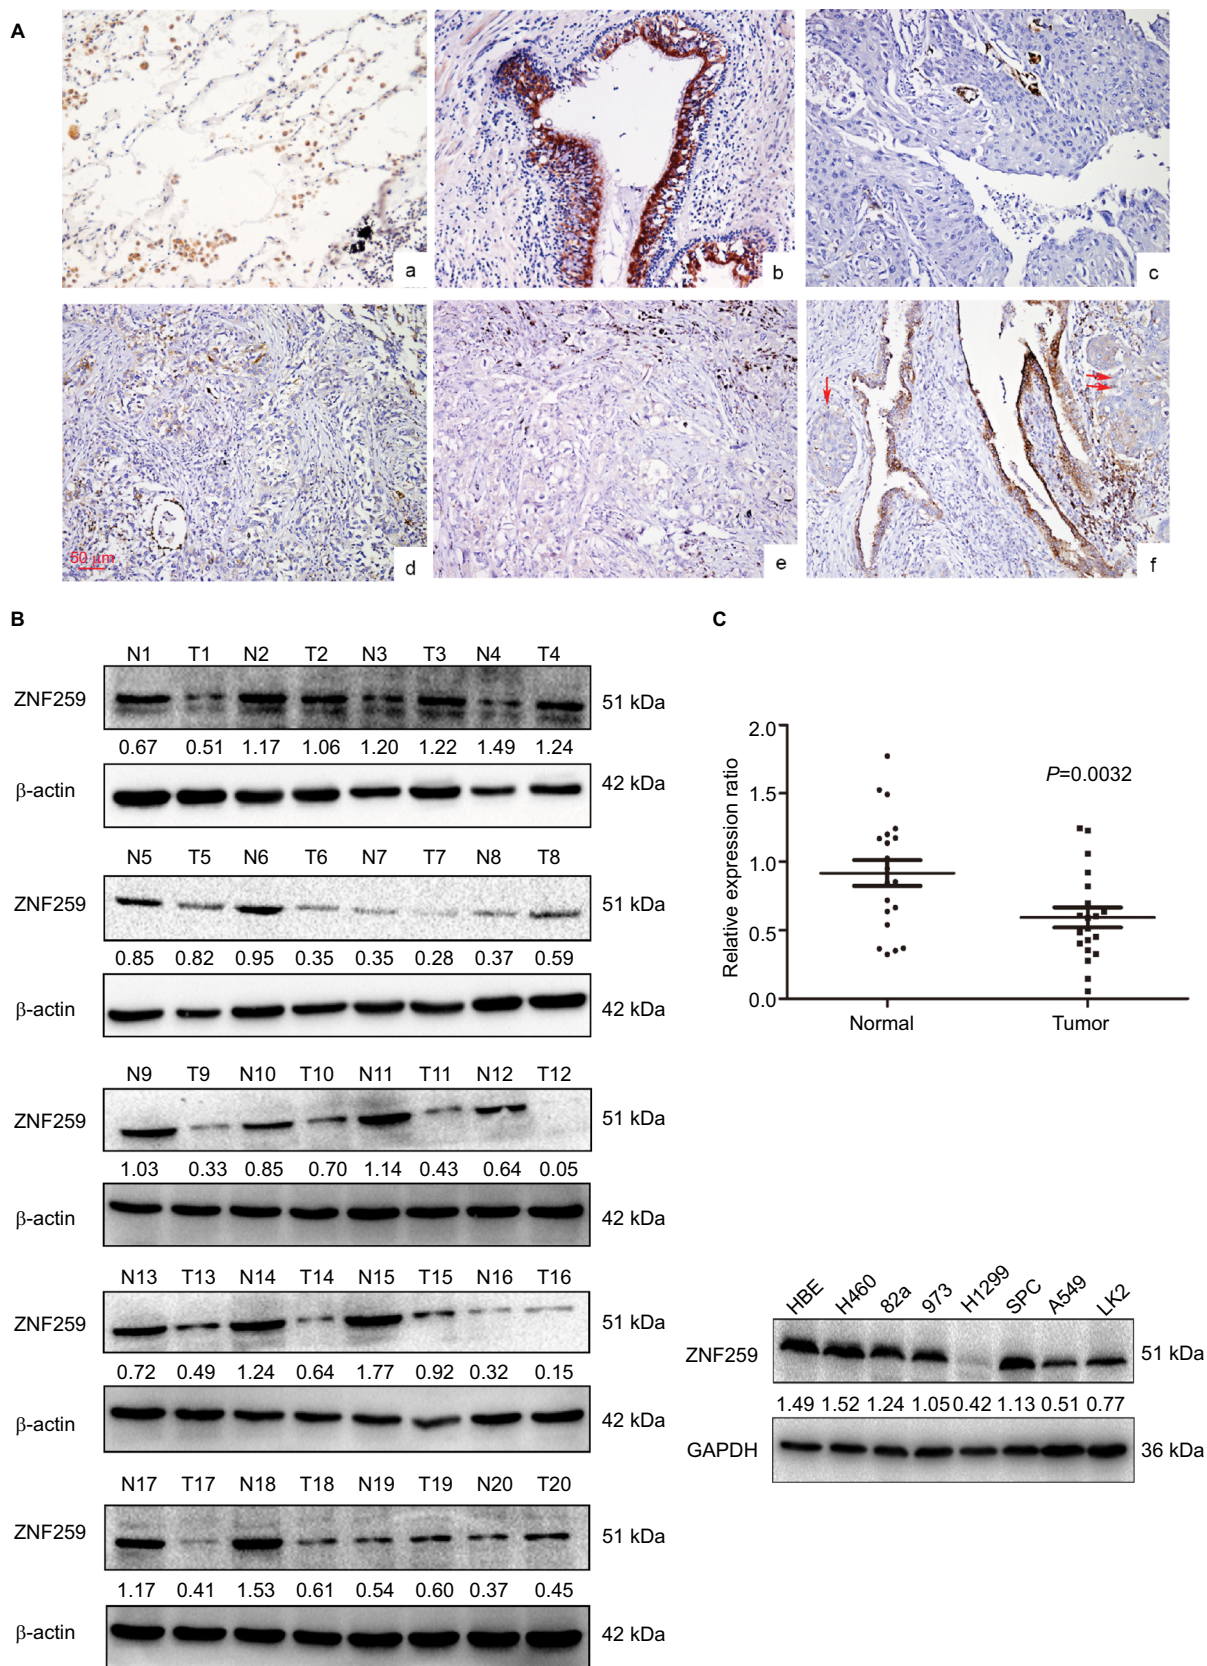 A
a
b
c
50 µm
d
e
f
B
N1 T1 N2 T2 N3 T3 N4 T4
ZNF259
51 kDa
0.67 0.51 1.17 1.06 1.20 1.22 1.49 1.24
β-actin
42 kDa
N5 T5 N6 T6 N7 T7 N8 T8
ZNF259
51 kDa
0.85 0.82 0.95 0.35 0.35 0.28 0.37 0.59
β-actin
42 kDa
N9 T9 N10 T10 N11 T11 N12 T12
ZNF259
51 kDa
1.03 0.33 0.85 0.70 1.14 0.43 0.64 0.05
β-actin
42 kDa
N13 T13 N14 T14 N15 T15 N16 T16
ZNF259
51 kDa
0.72 0.49 1.24 0.64 1.77 0.92 0.32 0.15
β-actin
42 kDa
N17 T17 N18 T18 N19 T19 N20 T20
ZNF259
51 kDa
1.17 0.41 1.53 0.61 0.54 0.60 0.37 0.45
β-actin
42 kDa
C
Relative expression ratio
2.0
1.5
1.0
0.5
0.0
P=0.0032
Normal
Tumor
HBE H460 82a 973 H1299 SPC A549 LK2
ZNF259
51 kDa
1.49 1.52 1.24 1.05 0.42 1.13 0.51 0.77
GAPDH
36 kDa